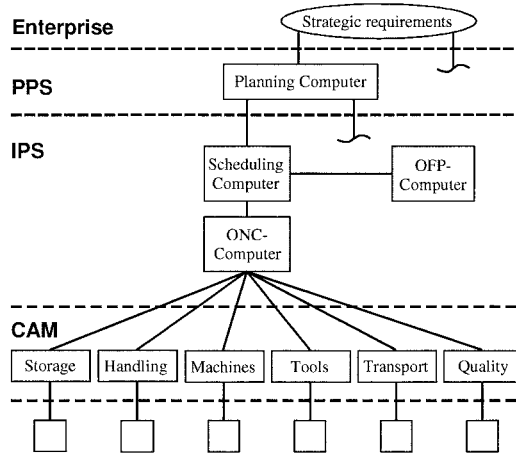 Enterprise
Strategic requirements
PPS
Planning Computer
IPS
Scheduling
Computer
OFP-
Computer
ONC-
Computer
CAM
Storage
Handling
Machines
Tools
Transport
Quality